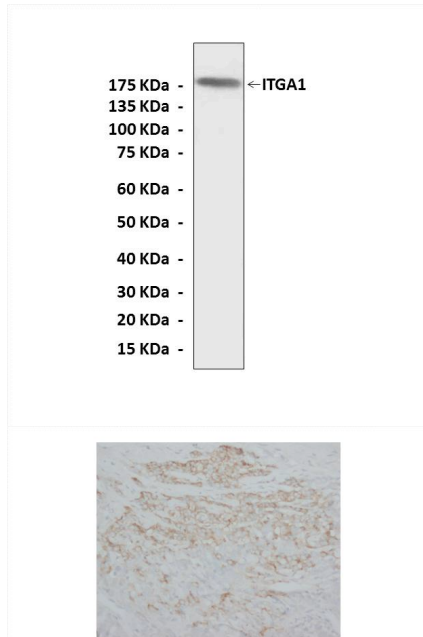 175 KDa - ←ITGA1
135 KDa -
100 KDa -
75 KDa -
60 KDa -
50 KDa -
40 KDa -
30 KDa -
20 KDa -
15 KDa -